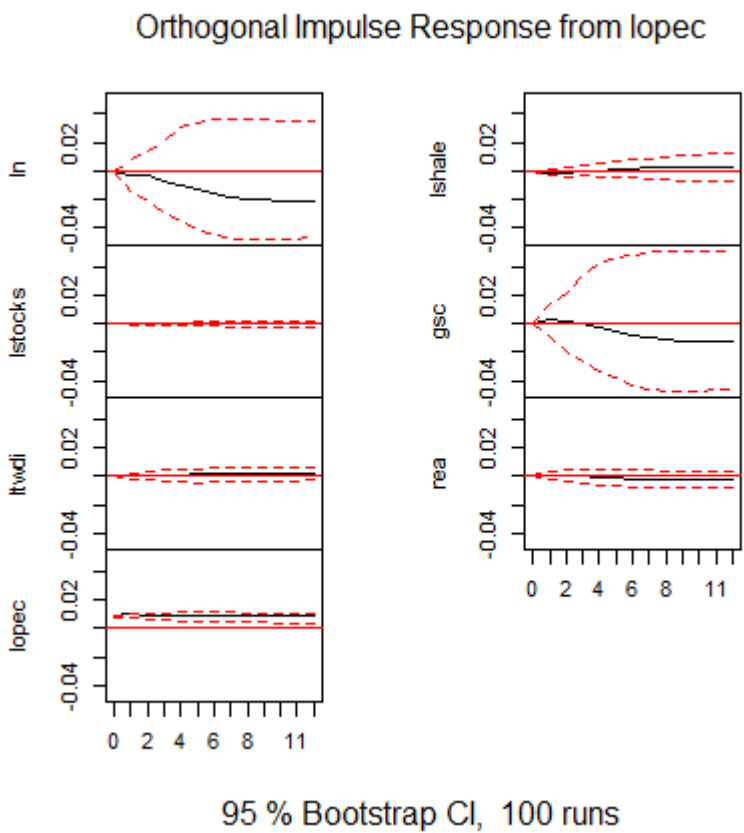 Orthogonal Impulse Response from lopec
ln
0.02
-0.04
lstocks
0.02
-0.04
ltwdi
0.02
-0.04
lopec
0.02
-0.04
0 2 4 6 8 11
lshale
0.02
-0.04
gsc
0.02
-0.04
rea
0.02
-0.04
0 2 4 6 8 11
95 % Bootstrap CI, 100 runs